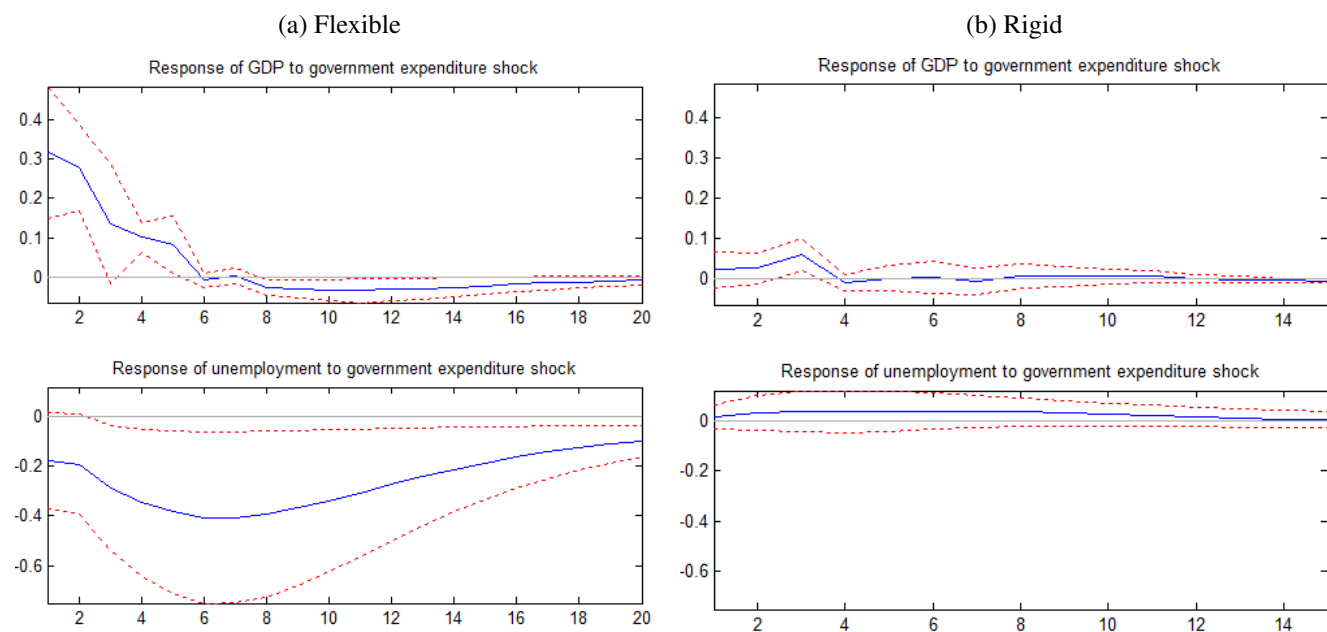 (a) Flexible
Response of GDP to government expenditure shock
0.4
0.3
0.2
0.1
0
2 4 6 8 10 12 14 16 18 20
Response of unemployment to government expenditure shock
0
-0.2
-0.4
-0.6
2 4 6 8 10 12 14 16 18 20
(b) Rigid
Response of GDP to government expenditure shock
0.4
0.3
0.2
0.1
0
2 4 6 8 10 12 14
Response of unemployment to government expenditure shock
0
-0.2
-0.4
-0.6
2 4 6 8 10 12 14